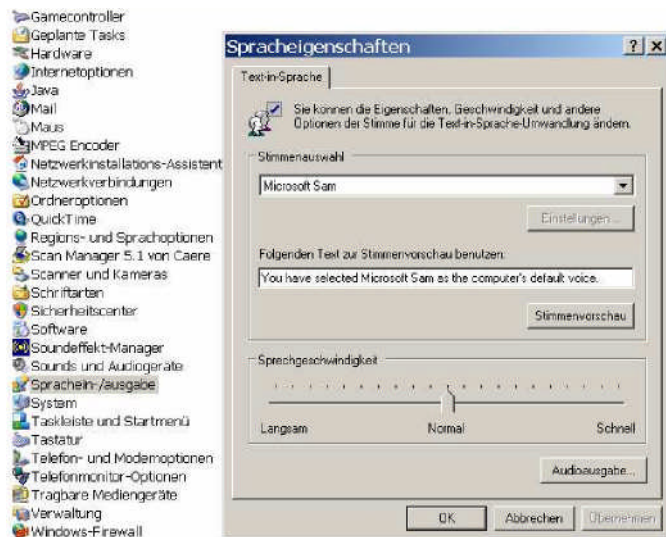 Gamecontroller
Geplante Tasks
Hardware
Internetoptionen
Java
Mail
Maus
MPEG Encoder
Netzwerkinstallations-Assistent
Netzwerkverbindungen
Ordneroptionen
QuickTime
Regions- und Sprachoptionen
Scan Manager 5.1 von Caere
Scanner und Kameras
Schriftarten
Sicherheitscenter
Software
Soundeffekt-Manager
Sounds und Audiogeräte
Sprachein-/ausgabe
System
Taskleiste und Startmenü
Tastatur
Telefon- und Modemoptionen
Telefonmonitor-Optionen
Tragbare Mediengeräte
Verwaltung
Windows-Firewall
Spracheigenschaften
Text-in-Sprache
Sie können die Eigenschaften, Geschwindigkeit und andere
Optionen der Stimme für die Text-in-Sprache-Umwandlung ändern.
Stimmenauswahl
Microsoft Sam
Einstellungen...
Folgenden Text zur Stimmenvorschau benutzen:
You have selected Microsoft Sam as the computer's default voice.
Stimmenvorschau
Sprechgeschwindigkeit
Langsam Normal Schnell
Audioausgabe...
OK Abbrechen Übernehmen